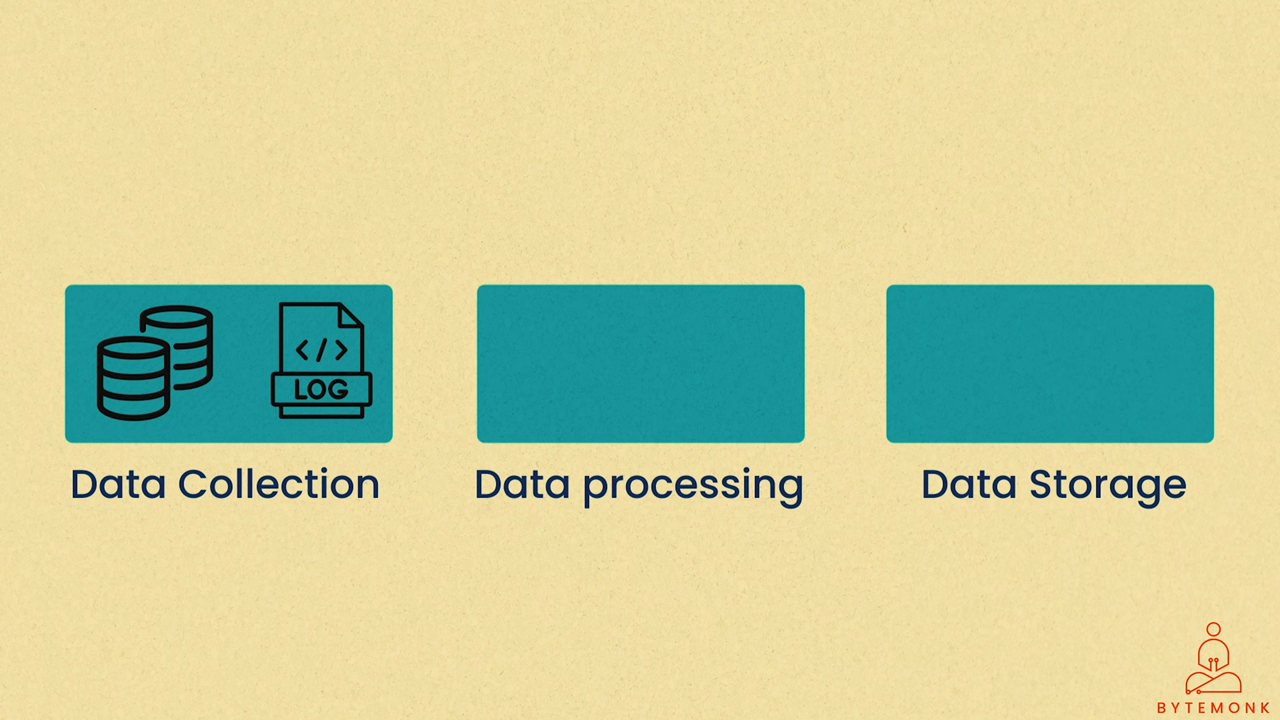 </>
LOG
Data Collection
Data processing
Data Storage
BYTEMONK